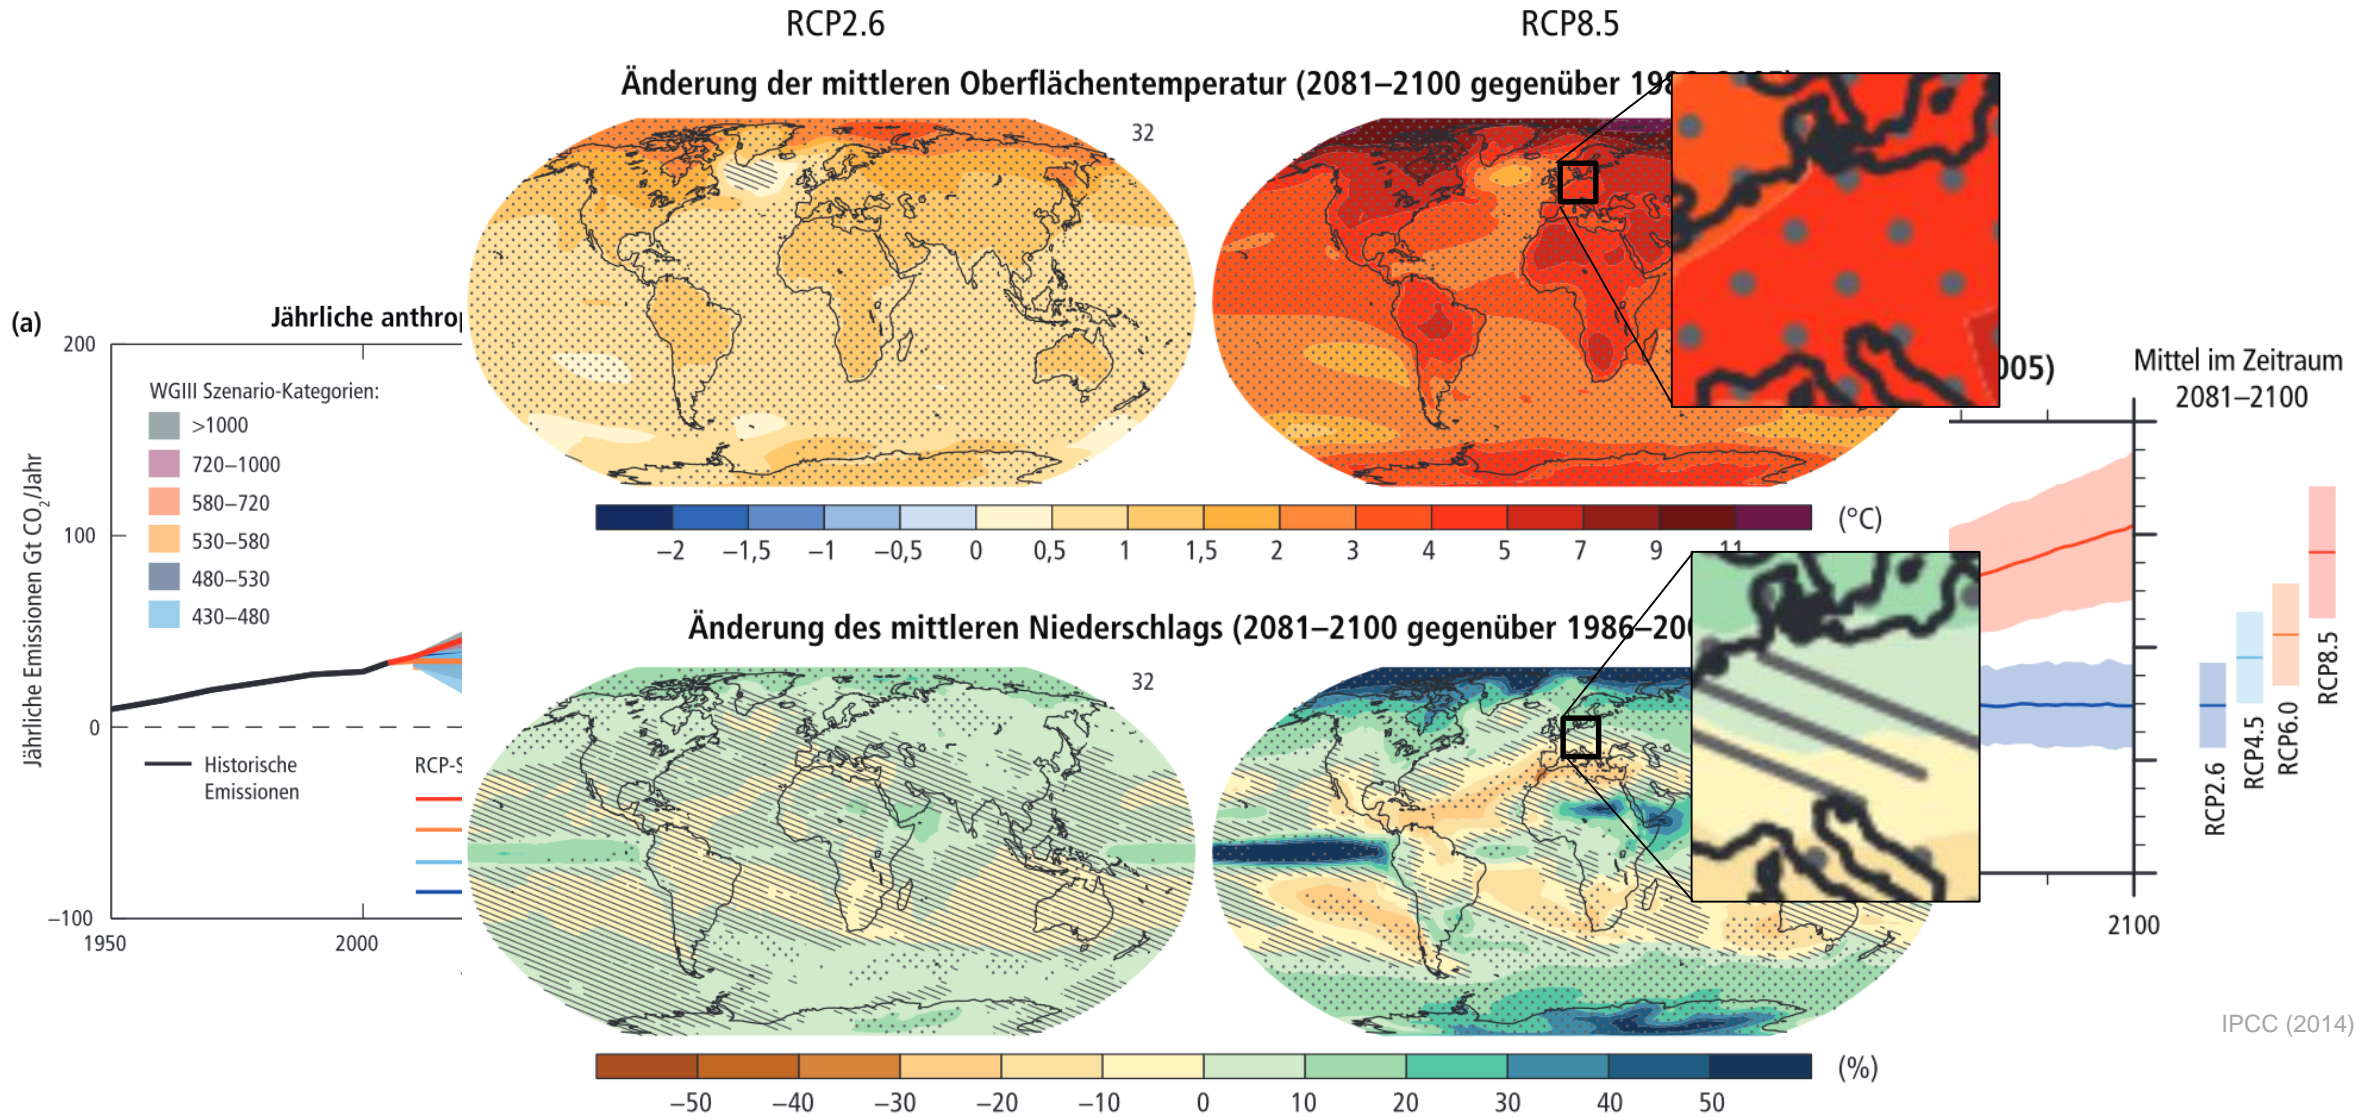 RCP2.6
RCP8.5
Änderung der mittleren Oberflächentemperatur (2081–2100 gegenüber
32
(a)
Jährliche
200
100
0
−100
Jährliche Emissionen Gt CO2/Jahr
WGIII Szenario-Kategorien:
>1000
720–1000
580–720
530–580
480–530
430–480
Historische
Emissionen
1950
2000
−2
−1,5
−1
−0,5
0
0,5
1
1,5
2
3
4
5
7
9
11
(°C)
005)
Mittel im Zeitraum
2081–2100
Änderung des mittleren Niederschlags (2081–2100 gegenüber
32
RCP2.6
RCP4.5
RCP6.0
RCP8.5
2100
−50
−40
−30
−20
−10
0
10
20
30
40
50
(%)
IPCC (2014)